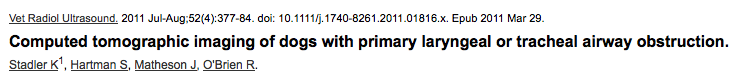 Vet Radiol Ultrasound. 2011 Jul-Aug;52(4):377-84. doi: 10.1111/j.1740-8261.2011.01816.x. Epub 2011 Mar 29.
Computed tomographic imaging of dogs with primary laryngeal or tracheal airway obstruction.
Stadler K1, Hartman S, Matheson J, O'Brien R.